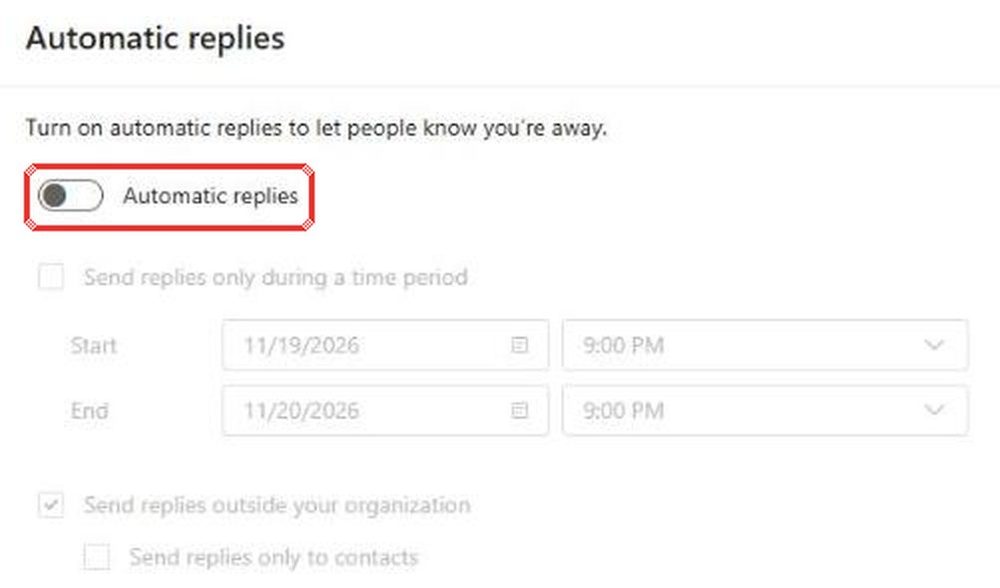 Automatic replies
Turn on automatic replies to let people know you're away.
Automatic replies
Send replies only during a time period
Start 11/19/2026 9:00 PM
End 11/20/2026 9:00 PM
Send replies outside your organization
Send replies only to contacts